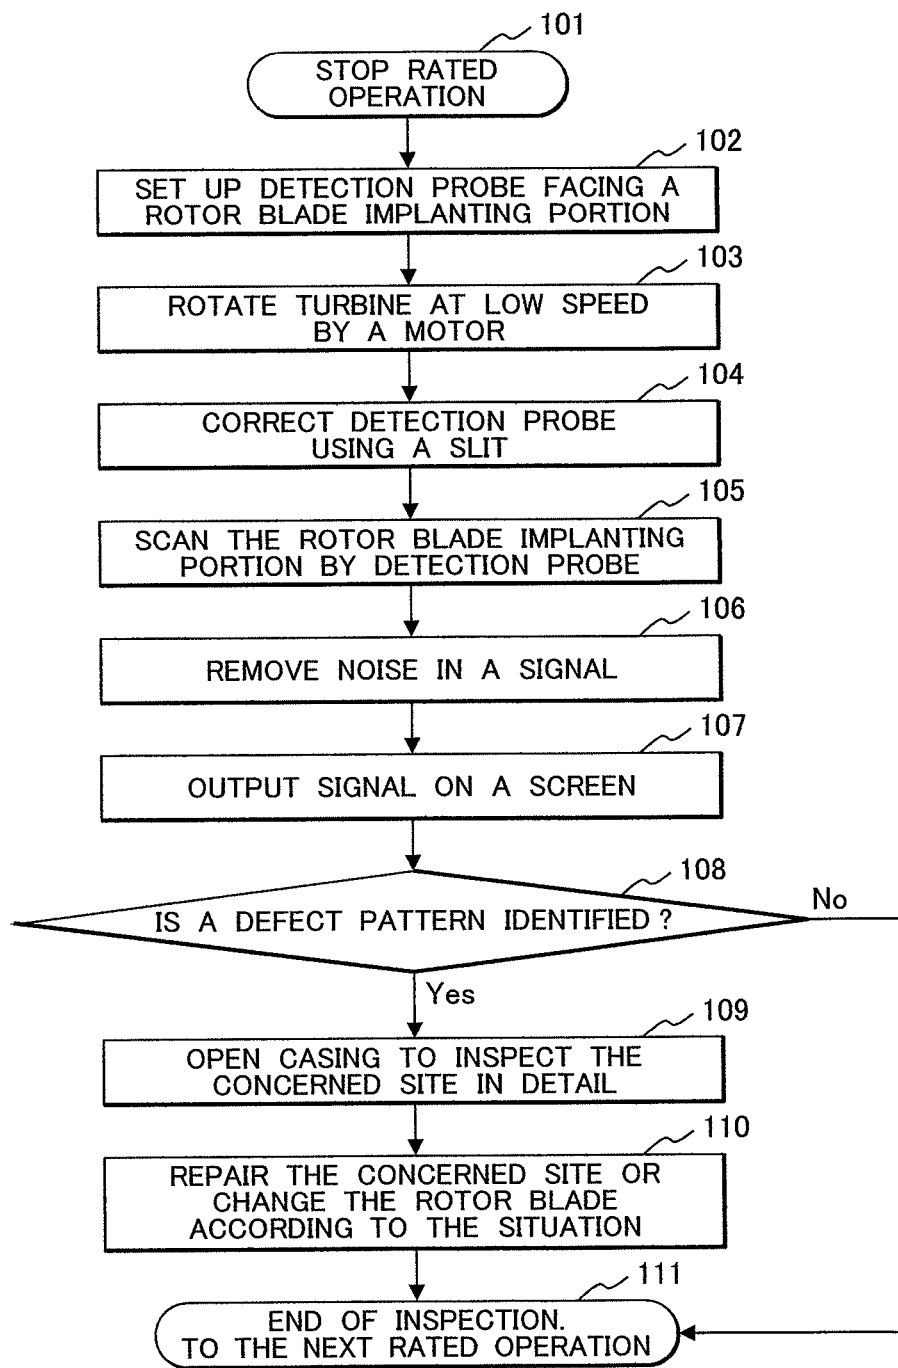 101
STOP RATED
OPERATION
102
SET UP DETECTION PROBE FACING A
ROTOR BLADE IMPLANTING PORTION
103
ROTATE TURBINE AT LOW SPEED
BY A MOTOR
104
CORRECT DETECTION PROBE
USING A SLIT
105
SCAN THE ROTOR BLADE IMPLANTING
PORTION BY DETECTION PROBE
106
REMOVE NOISE IN A SIGNAL
107
OUTPUT SIGNAL ON A SCREEN
108
IS A DEFECT PATTERN IDENTIFIED ?
No
Yes
109
OPEN CASING TO INSPECT THE
CONCERNED SITE IN DETAIL
110
REPAIR THE CONCERNED SITE OR
CHANGE THE ROTOR BLADE
ACCORDING TO THE SITUATION
111
END OF INSPECTION.
TO THE NEXT RATED OPERATION